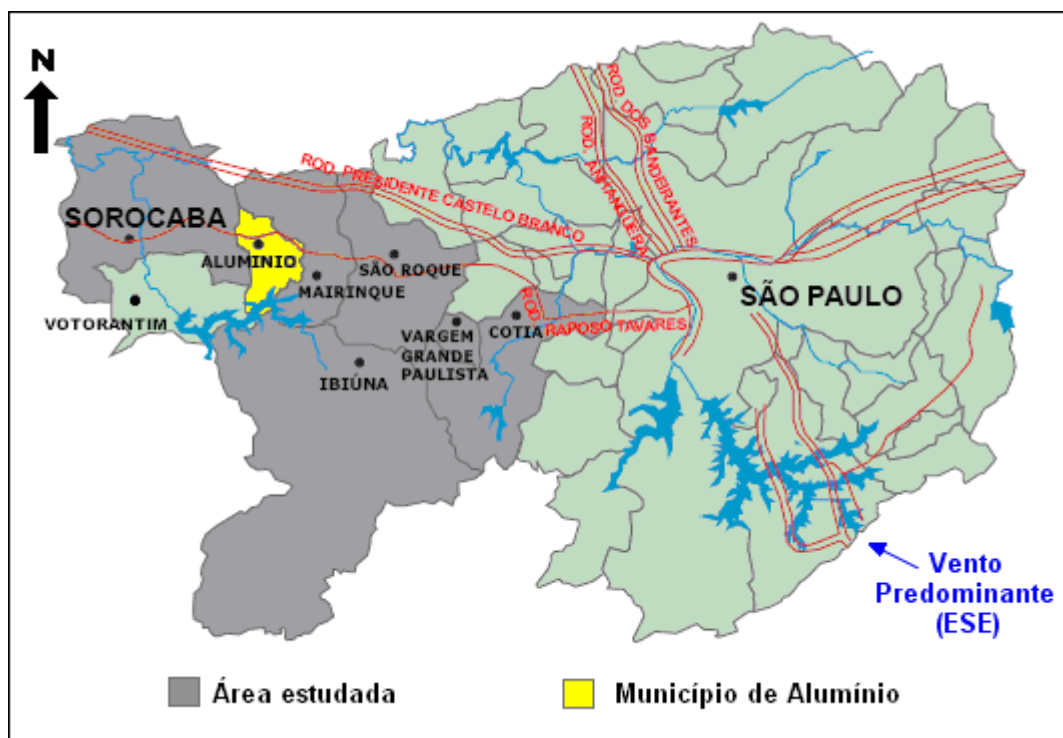 N
ROD. PRESIDENTE CASTELO BRANCO
ROD. ANHANGUERA
ROD. DOS BANDEIRANTES
SOROCABA
ALUMINIO
SÃO ROQUE
MAIRINQUE
SÃO PAULO
VOTORANTIM
VARGEM
GRANDE
PAULISTA
COTIA
ROD. RAPOSO TAVARES
IBIÚNA
Vento
Predominante
(ESE)
Área estudada
Município de Alumínio